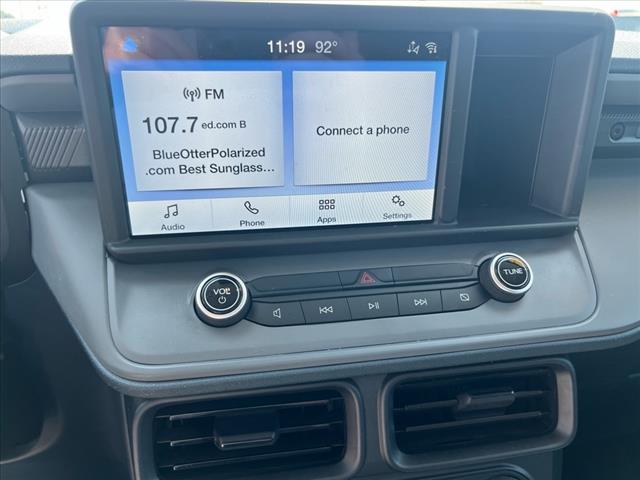 11:19 92°
FM
107.7 ed.com B
BlueOtterPolarized
.com Best Sunglass...
Connect a phone
Audio
Phone
Apps
Settings
VOL
TUNE